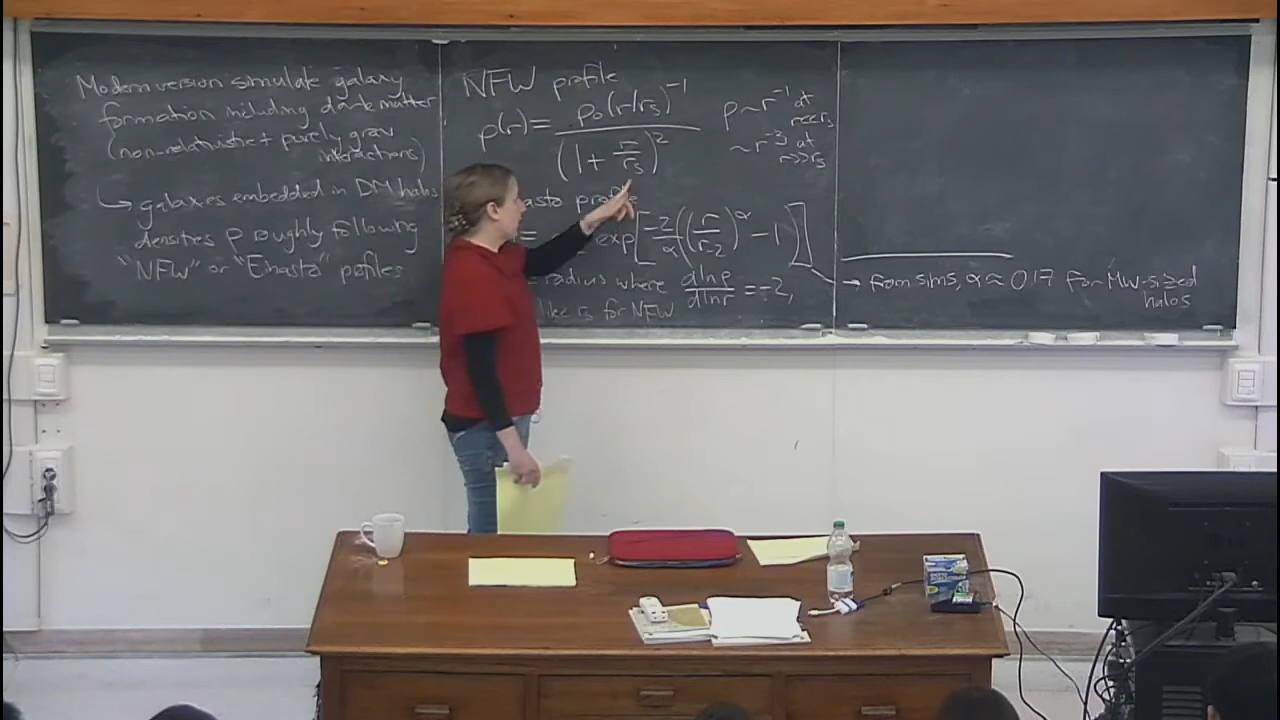 Modern version simulate galaxy
formation including dark matter
(non-relativistic + purely grav
interactions)
↳ galaxies embedded in DM halos
densities ρ roughly following
"NFW" or "Einasto" profiles
NFW profile
ρ(r) = ρ₀(r/rₛ)⁻¹ / (1 + r/rₛ)²
ρ ~ r⁻¹ at r<<rₛ
~ r⁻³ at r>>rₛ
asto profile
= exp[-2/α((r/r₂)^α - 1)]
radius where dlnρ/dlnr = -2,
like rₛ for NFW
→ from sims, α ≈ 0.17 for MW-sized
halos